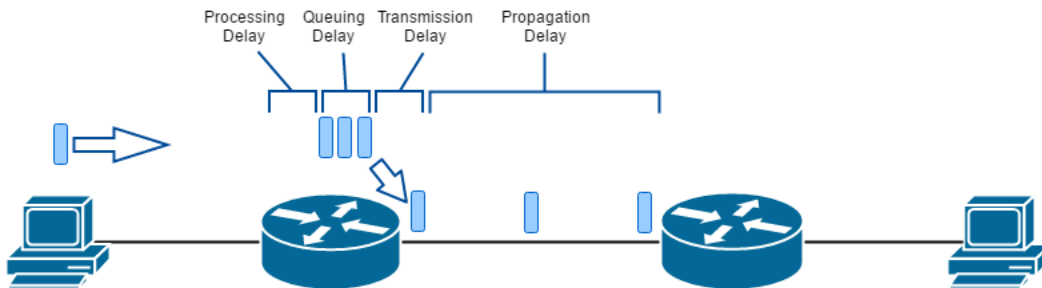 Processing Delay
Queuing Delay
Transmission Delay
Propagation Delay